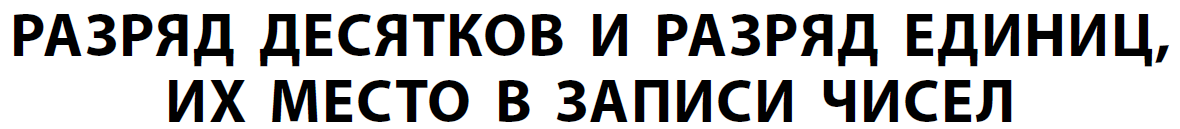 РАЗРЯД ДЕСЯТКОВ И РАЗРЯД ЕДИНИЦ,
ИХ МЕСТО В ЗАПИСИ ЧИСЕЛ